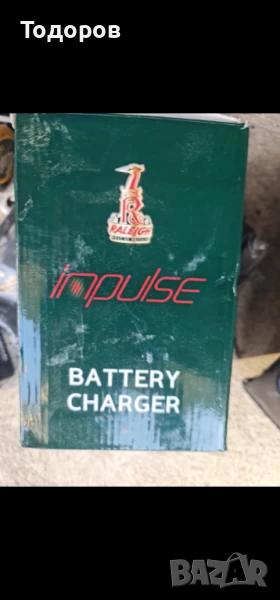 Тодоров
R
RALEIGH
impulse
BATTERY
CHARGER
bazar